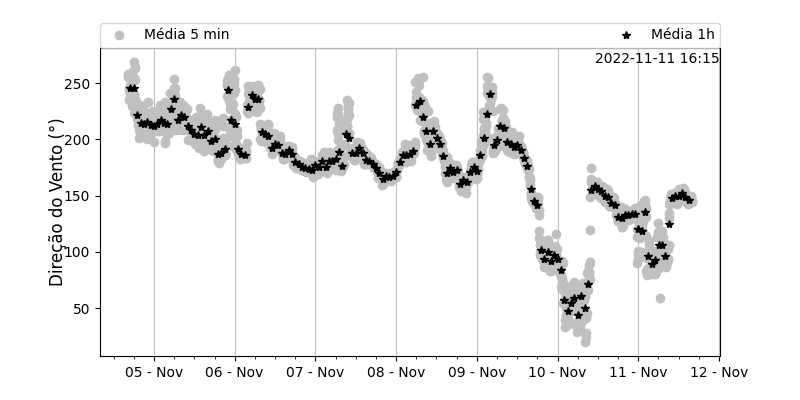 Média 5 min
Média 1h
2022-11-11 16:15
Direção do Vento (°)
250
200
150
100
50
05 - Nov
06 - Nov
07 - Nov
08 - Nov
09 - Nov
10 - Nov
11 - Nov
12 - Nov